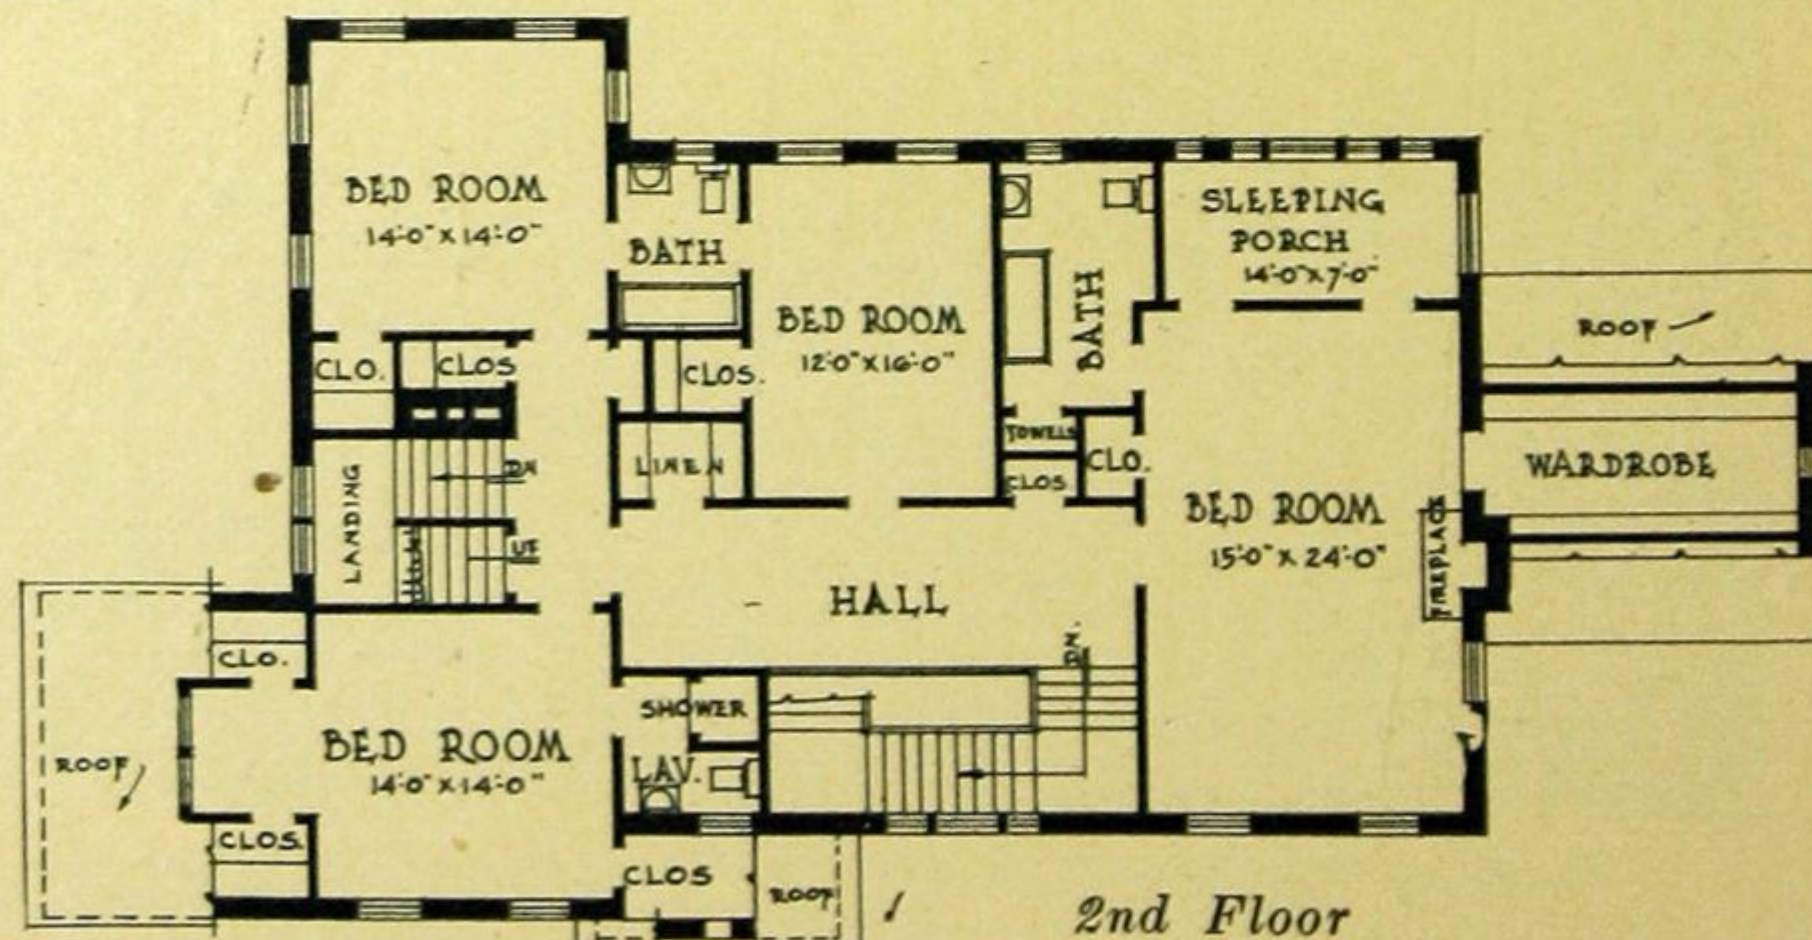 BED ROOM
14'-0" x 14'-0"
BATH
BED ROOM
12'-0" x 16'-0"
BATH
SLEEPING
PORCH
14'-0" x 7'-0"
ROOF
CLO.
CLOS
CLOS.
LINEN
TOWELS
CLOS
CLO.
BED ROOM
15'-0" x 24'-0"
FIREPLACE
WARDROBE
LANDING
DN
UP
HALL
DN.
CLO.
BED ROOM
14'-0" x 14'-0"
ROOF
CLOS.
SHOWER
LAV.
CLOS
ROOF
2nd Floor